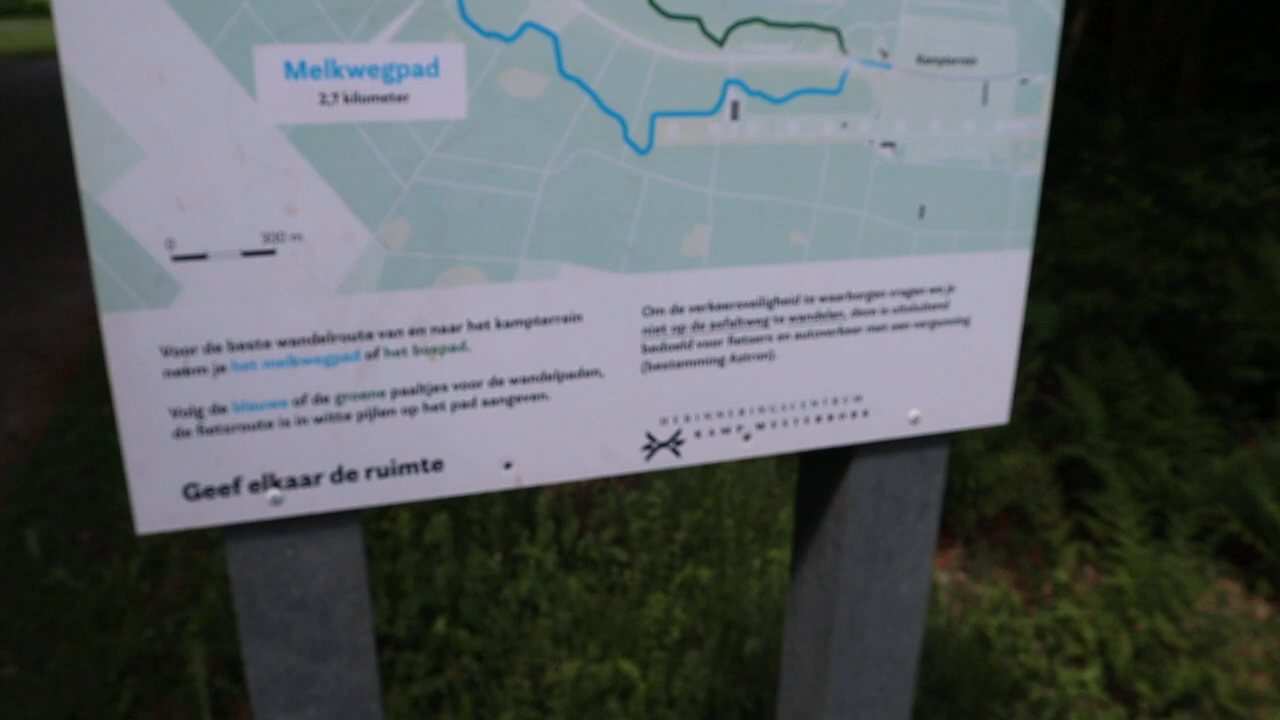 Melkwegpad
2,7 kilometer
Kampterrein
0 300 m
Voor de beste wandelroute van en naar het kampterrein
neem je het melkwegpad of het bospad.
Volg de blauwe of de groene paaltjes voor de wandelpaden,
de fietsroute is in witte pijlen op het pad aangeven.
Geef elkaar de ruimte
Om de verkeersveiligheid te waarborgen vragen we je
niet op de asfaltweg te wandelen, deze is uitsluitend
bedoeld voor fietsers en autoverkeer met een vergunning
(bestemming Astron).
HERINNERINGSCENTRUM
KAMP WESTERBORK